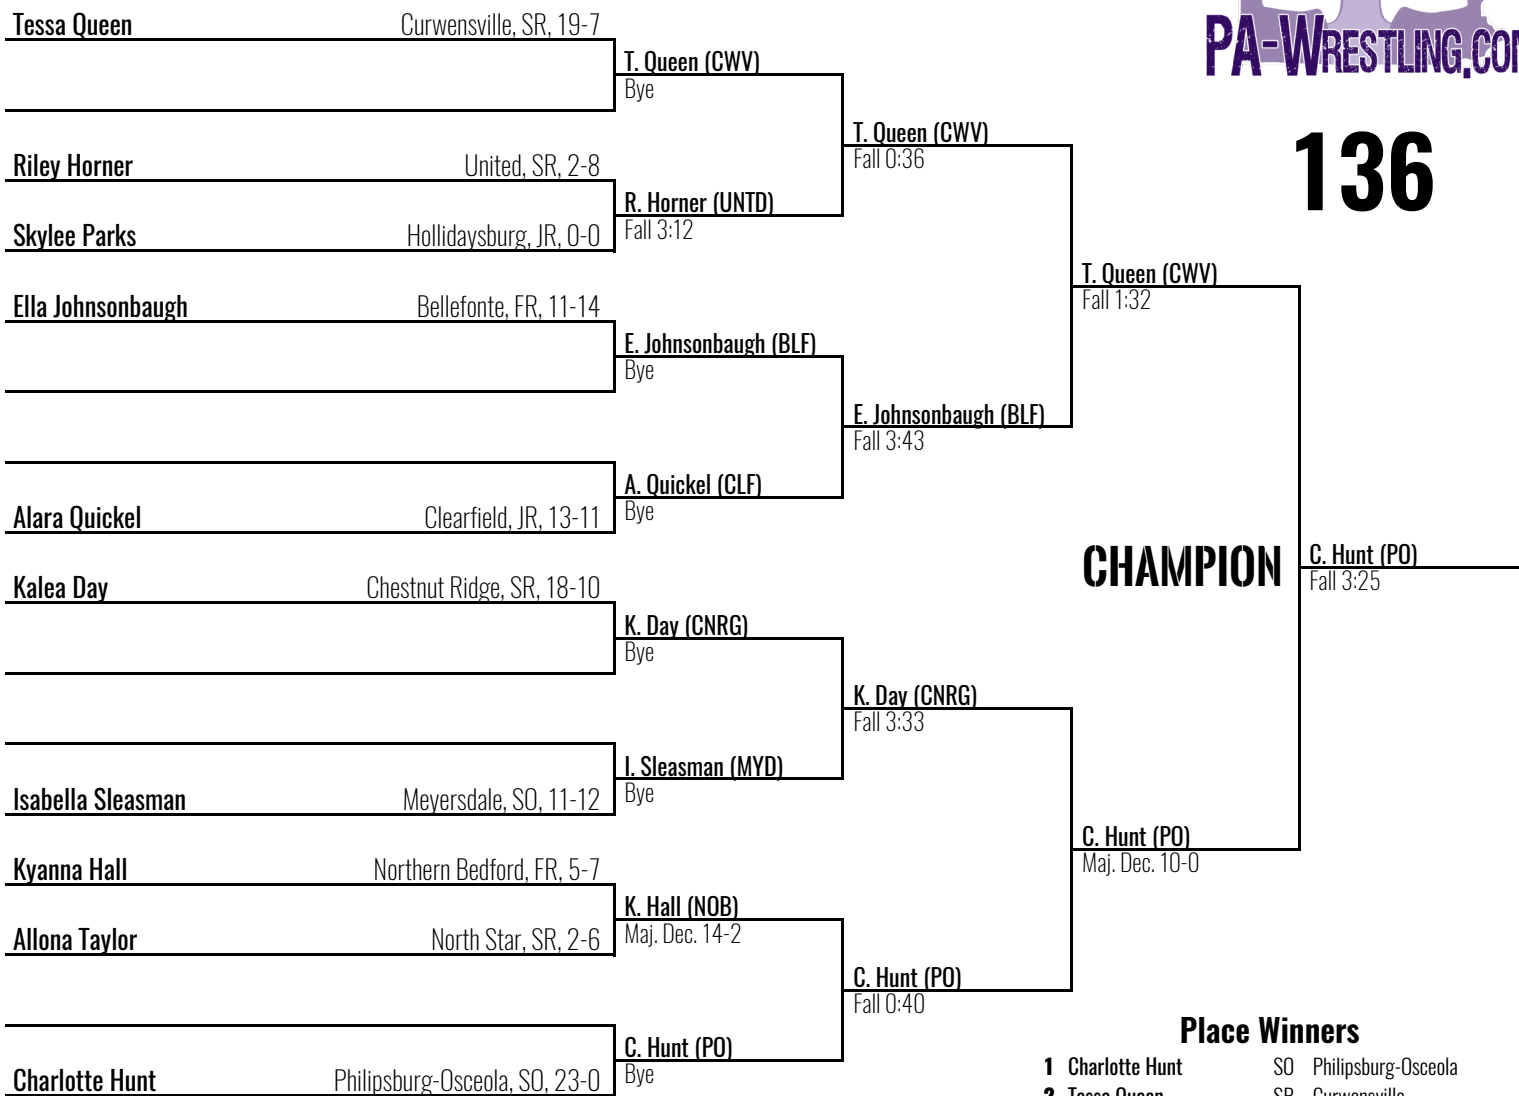 PA-WRESTLING.COM
136
Tessa Queen Curwensville, SR, 19-7
T. Queen (CWV)
Bye
Riley Horner United, SR, 2-8
Skylee Parks Hollidaysburg, JR, 0-0
R. Horner (UNTD)
Fall 3:12
T. Queen (CWV)
Fall 0:36
Ella Johnsonbaugh Bellefonte, FR, 11-14
E. Johnsonbaugh (BLF)
Bye
Alara Quickel Clearfield, JR, 13-11
A. Quickel (CLF)
Bye
E. Johnsonbaugh (BLF)
Fall 3:43
T. Queen (CWV)
Fall 1:32
Kalea Day Chestnut Ridge, SR, 18-10
K. Day (CNRG)
Bye
Isabella Sleasman Meyersdale, SO, 11-12
I. Sleasman (MYD)
Bye
K. Day (CNRG)
Fall 3:33
Kyanna Hall Northern Bedford, FR, 5-7
Allona Taylor North Star, SR, 2-6
K. Hall (NOB)
Maj. Dec. 14-2
Charlotte Hunt Philipsburg-Osceola, SO, 23-0
C. Hunt (PO)
Bye
C. Hunt (PO)
Fall 0:40
C. Hunt (PO)
Maj. Dec. 10-0
CHAMPION
C. Hunt (PO)
Fall 3:25
Place Winners
1 Charlotte Hunt SO Philipsburg-Osceola
2 Tessa Queen SR Curwensville